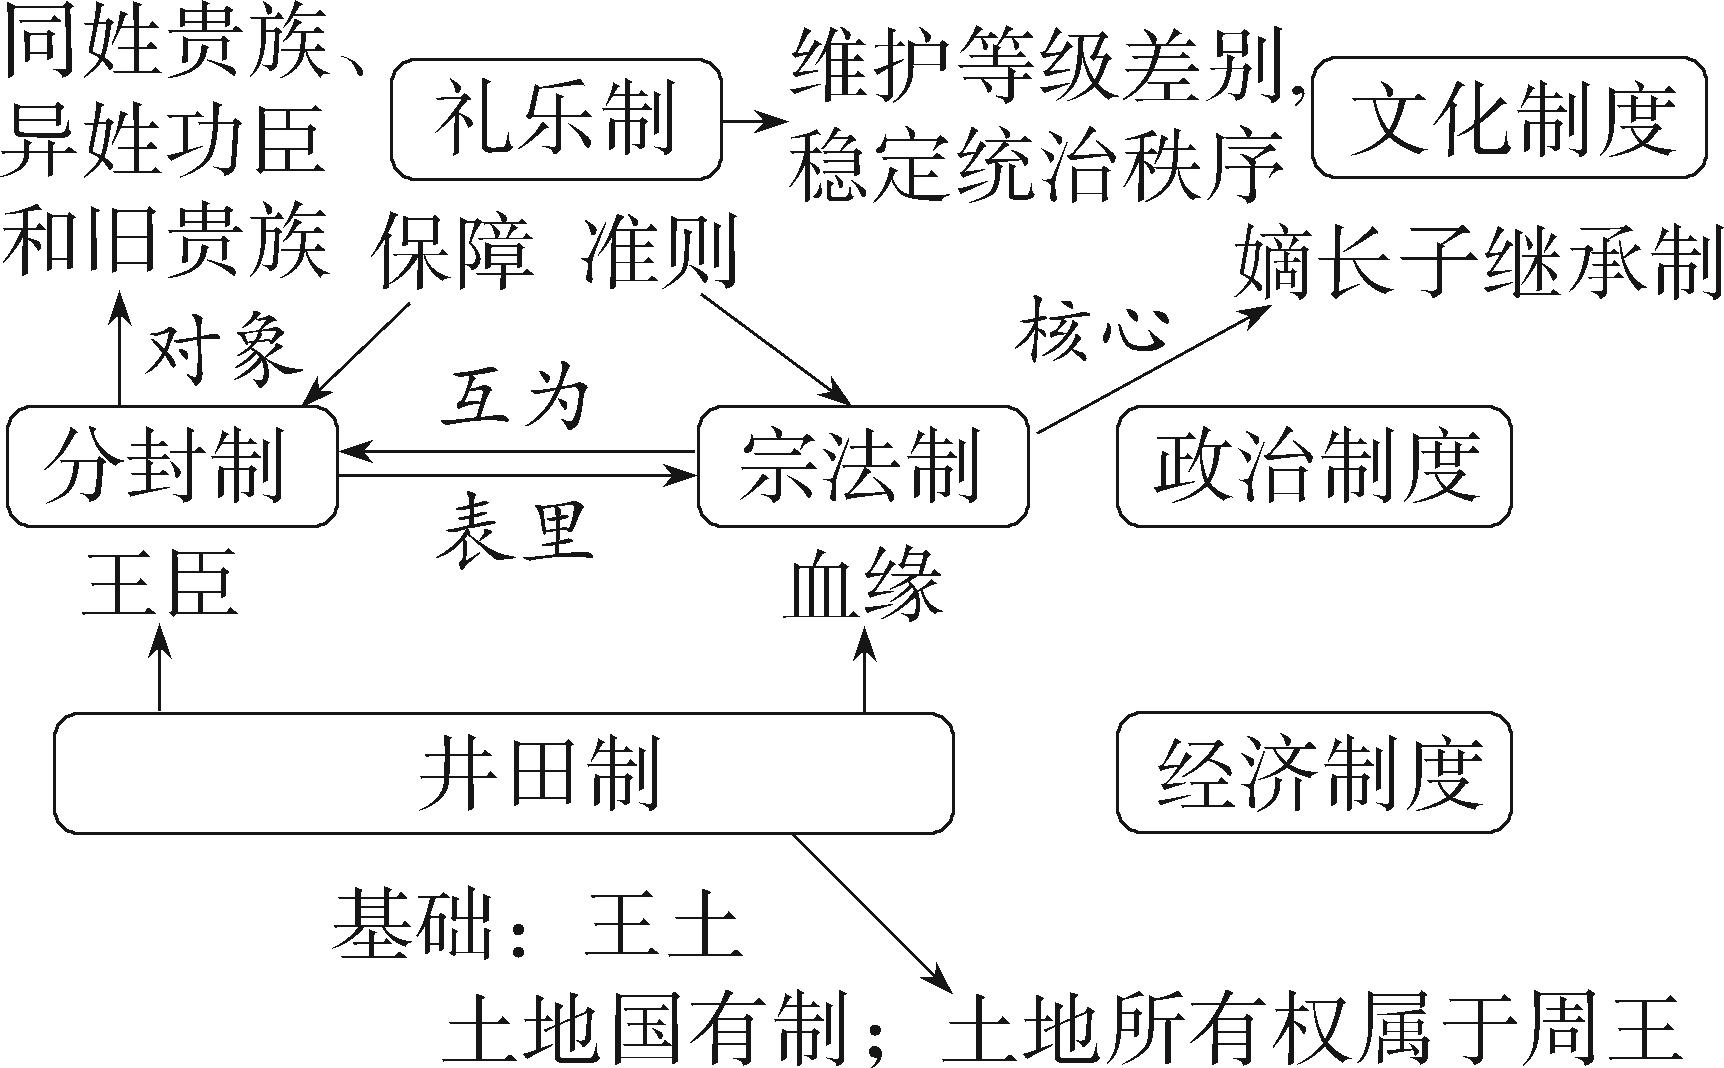 同姓贵族、
异姓功臣
和旧贵族
礼乐制
维护等级差别,
稳定统治秩序
文化制度
保障 准则
嫡长子继承制
对象
核心
互为
分封制
宗法制
政治制度
表里
王臣
血缘
井田制
经济制度
基础：王土
土地国有制；土地所有权属于周王